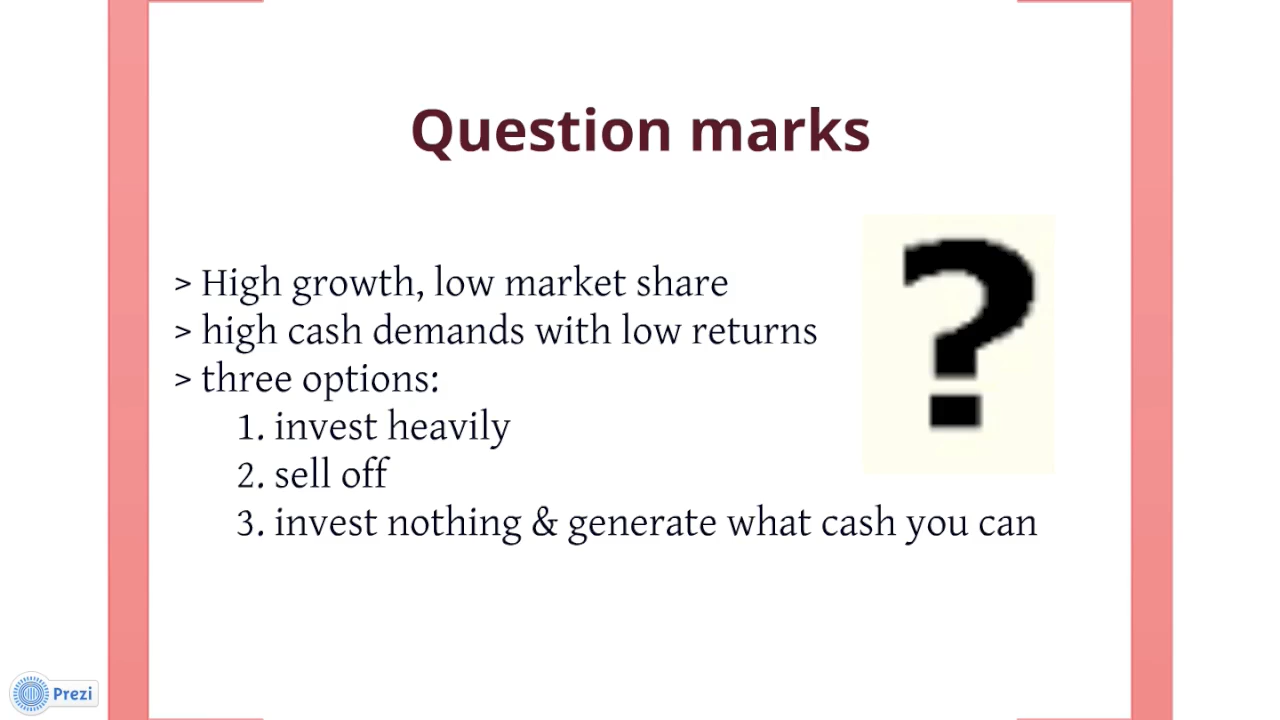 Question marks
> High growth, low market share
> high cash demands with low returns
> three options:
1. invest heavily
2. sell off
3. invest nothing & generate what cash you can
?
Prezi